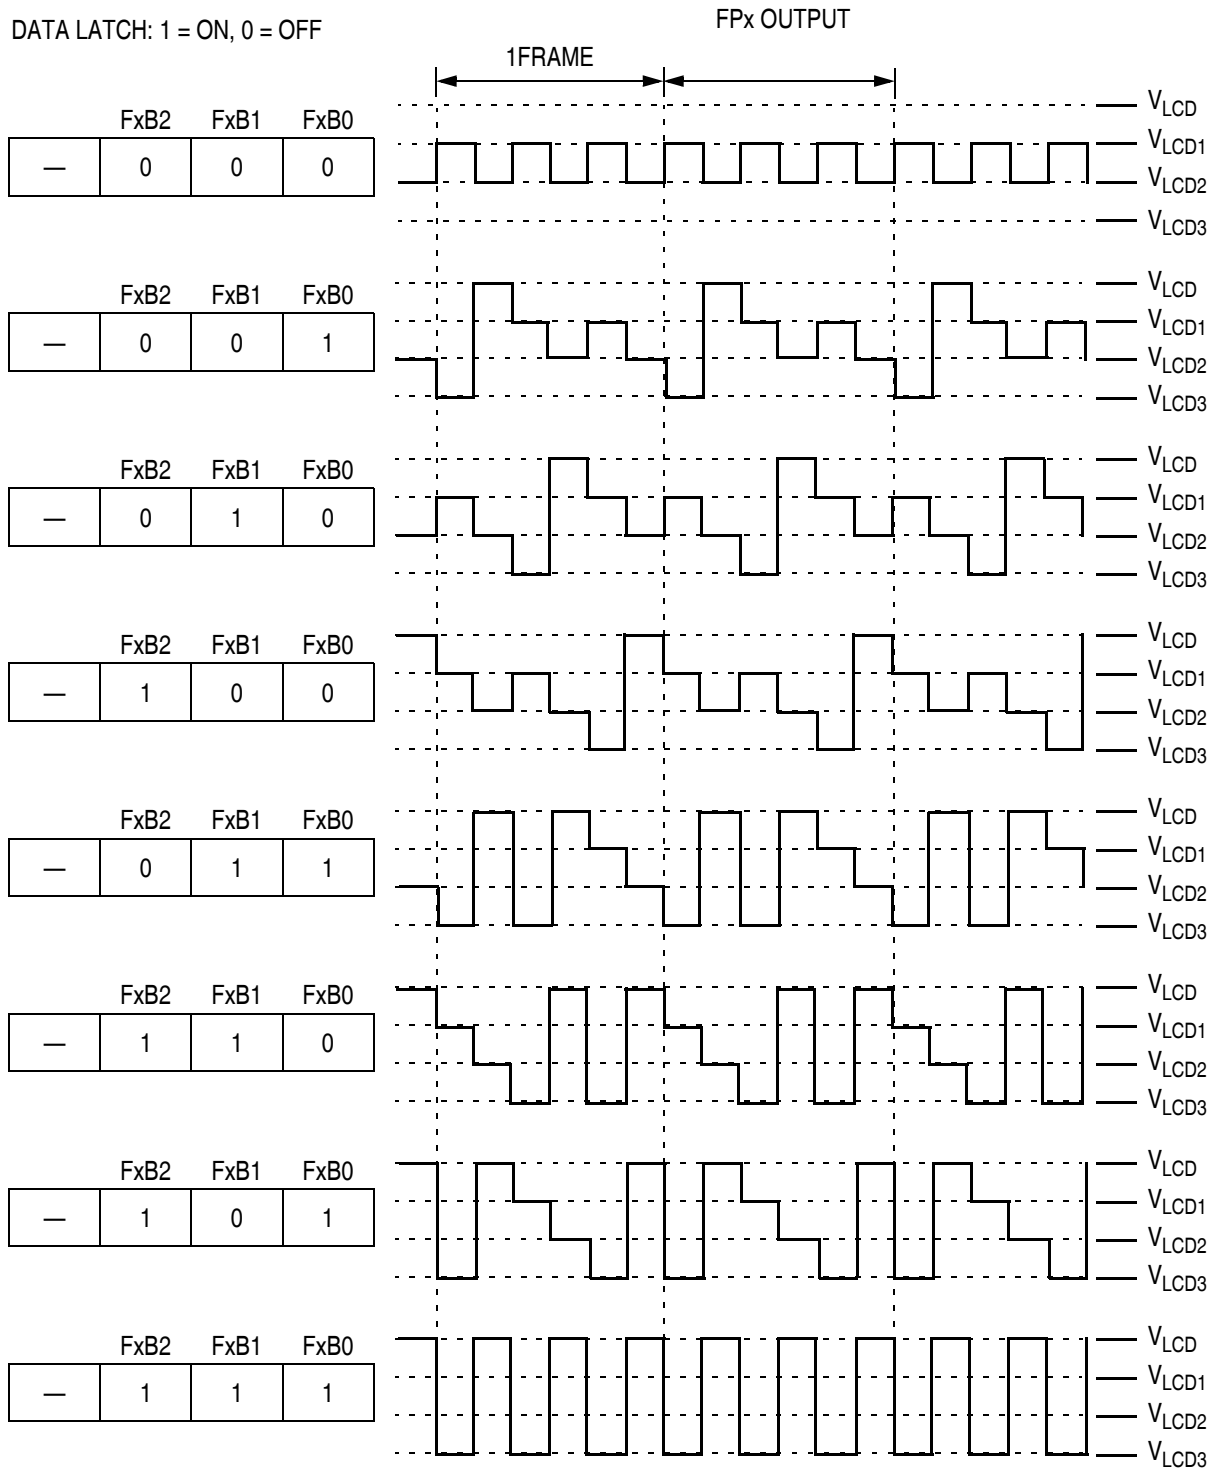 DATA LATCH: 1 = ON, 0 = OFF
FPx OUTPUT
1FRAME
FxB2 FxB1 FxB0
— 0 0 0
VLCD
VLCD1
VLCD2
VLCD3
FxB2 FxB1 FxB0
— 0 0 1
VLCD
VLCD1
VLCD2
VLCD3
FxB2 FxB1 FxB0
— 0 1 0
VLCD
VLCD1
VLCD2
VLCD3
FxB2 FxB1 FxB0
— 1 0 0
VLCD
VLCD1
VLCD2
VLCD3
FxB2 FxB1 FxB0
— 0 1 1
VLCD
VLCD1
VLCD2
VLCD3
FxB2 FxB1 FxB0
— 1 1 0
VLCD
VLCD1
VLCD2
VLCD3
FxB2 FxB1 FxB0
— 1 0 1
VLCD
VLCD1
VLCD2
VLCD3
FxB2 FxB1 FxB0
— 1 1 1
VLCD
VLCD1
VLCD2
VLCD3